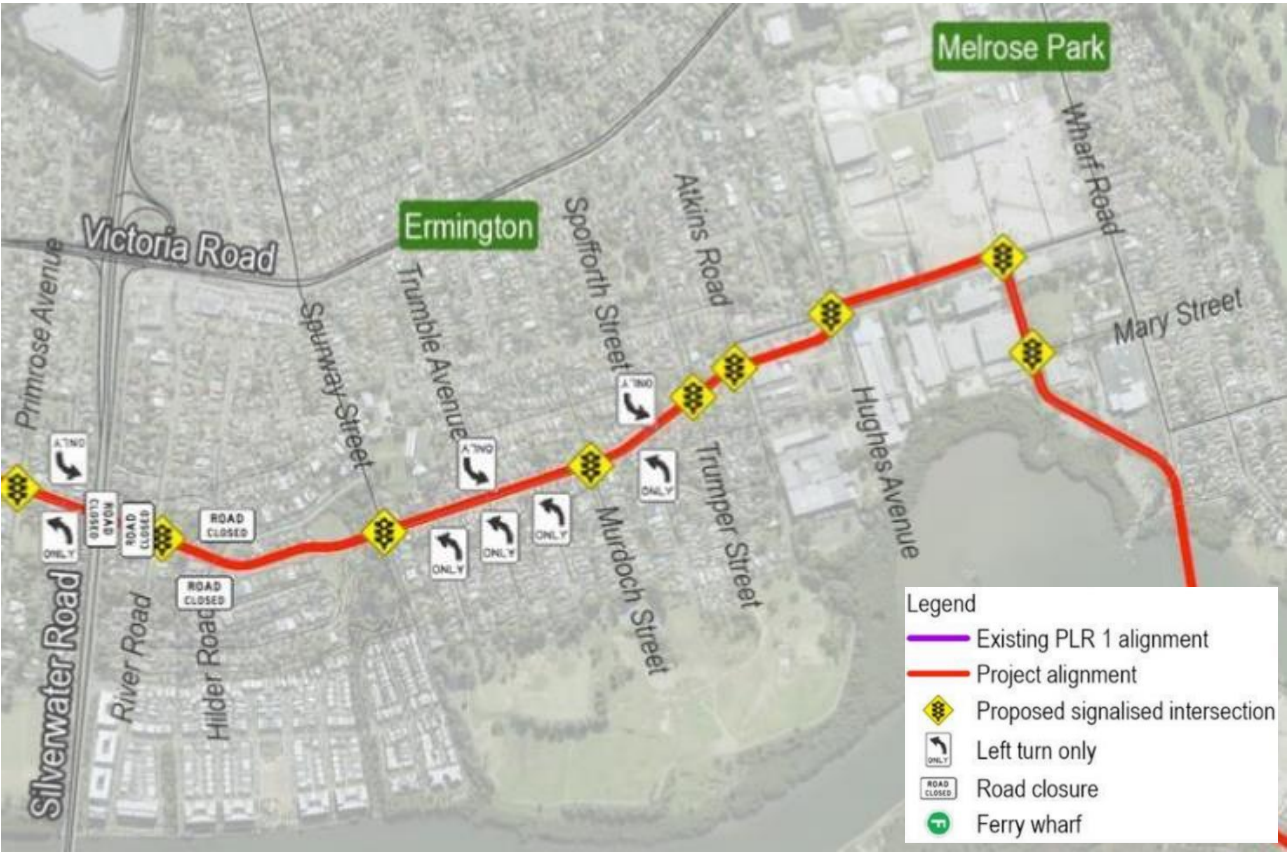 Melrose Park
Wharf Road
Atkins Road
Spofforth Street
Ermington
Victoria Road
Primrose Avenue
Trumble Avenue
Spurway Street
Mary Street
Hughes Avenue
Trumper Street
Murdoch Street
Silverwater Road
River Road
Hilder Road
ONLY
ONLY
ROAD
CLOSED
ROAD
CLOSED
ROAD
CLOSED
ROAD
CLOSED
ONLY
ONLY
ONLY
ONLY
ONLY
ONLY
Legend
Existing PLR 1 alignment
Project alignment
Proposed signalised intersection
ONLY
Left turn only
ROAD
CLOSED
Road closure
F
Ferry wharf